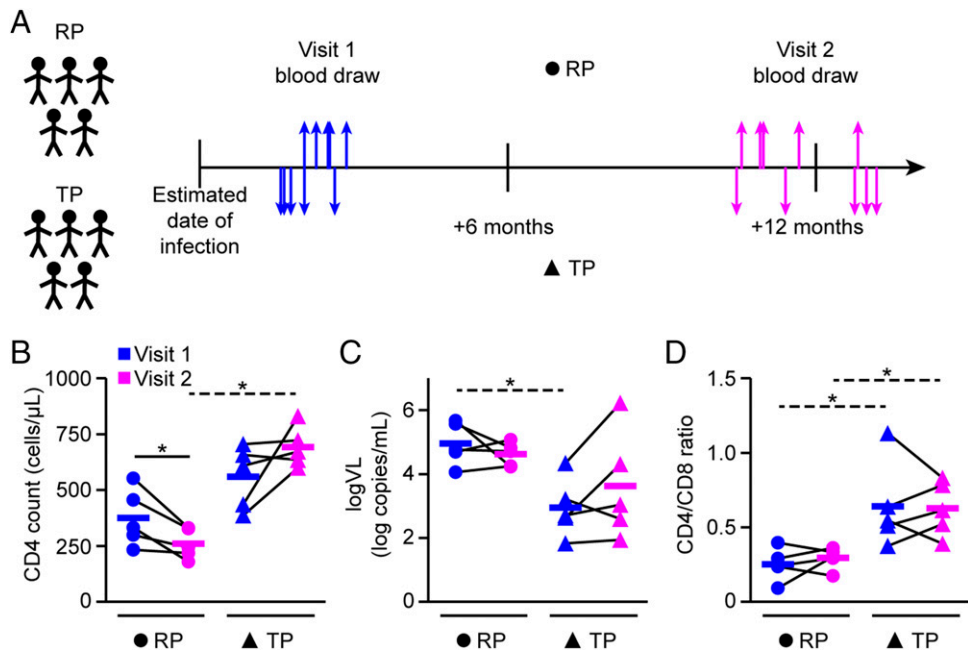 A
RP
TP
Visit 1
blood draw
● RP
Visit 2
blood draw
Estimated
date of
infection
+6 months
+12 months
▲ TP
B
Visit 1
Visit 2
CD4 count (cells/μL)
1000
750
500
250
0
*
*
● RP
▲ TP
C
logVL
(log copies/mL)
6
4
2
0
*
● RP
▲ TP
D
CD4/CD8 ratio
1.5
1.0
0.5
0.0
*
*
● RP
▲ TP